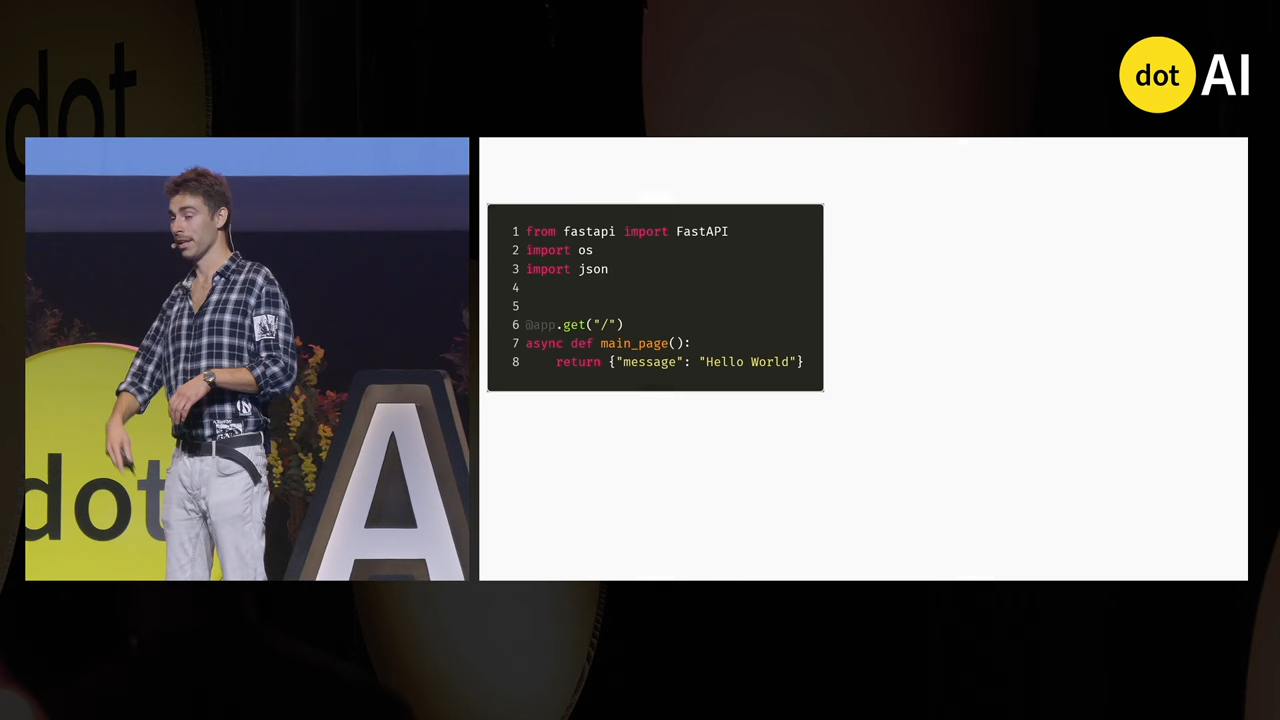 dot
dot AI
1 from fastapi import FastAPI
2 import os
3 import json
4
5
6 @app.get("/")
7 async def main_page():
8     return {"message": "Hello World"}
dot
A
N